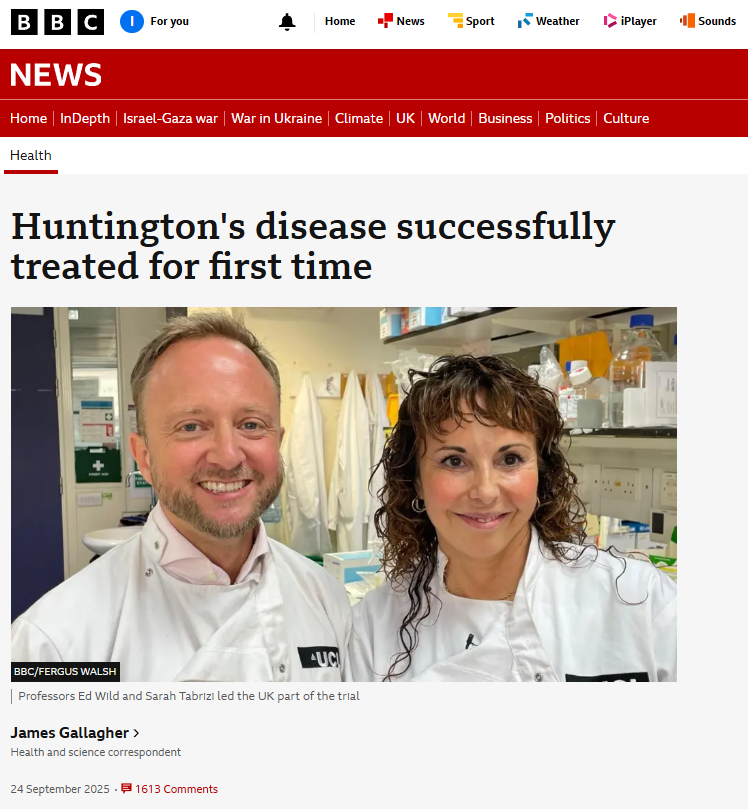 BBC For you Home News Sport Weather iPlayer Sounds
NEWS
Home InDepth Israel-Gaza war War in Ukraine Climate UK World Business Politics Culture
Health
Huntington's disease successfully
treated for first time
FIRST AID
UCL
BBC/FERGUS WALSH
Professors Ed Wild and Sarah Tabrizi led the UK part of the trial
James Gallagher >
Health and science correspondent
24 September 2025 · 1613 Comments